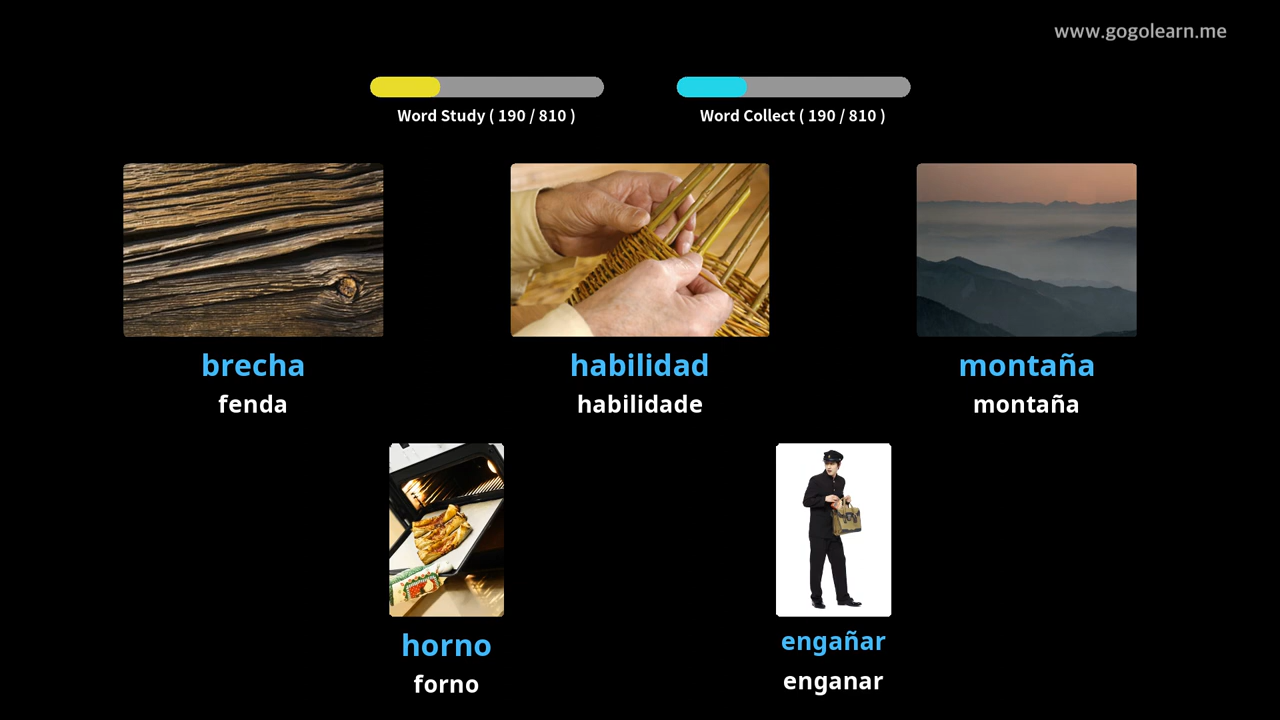 www.gogolearn.me
Word Study ( 190 / 810 )
Word Collect ( 190 / 810 )
brecha
fenda
habilidad
habilidade
montaña
montaña
horno
forno
engañar
enganar